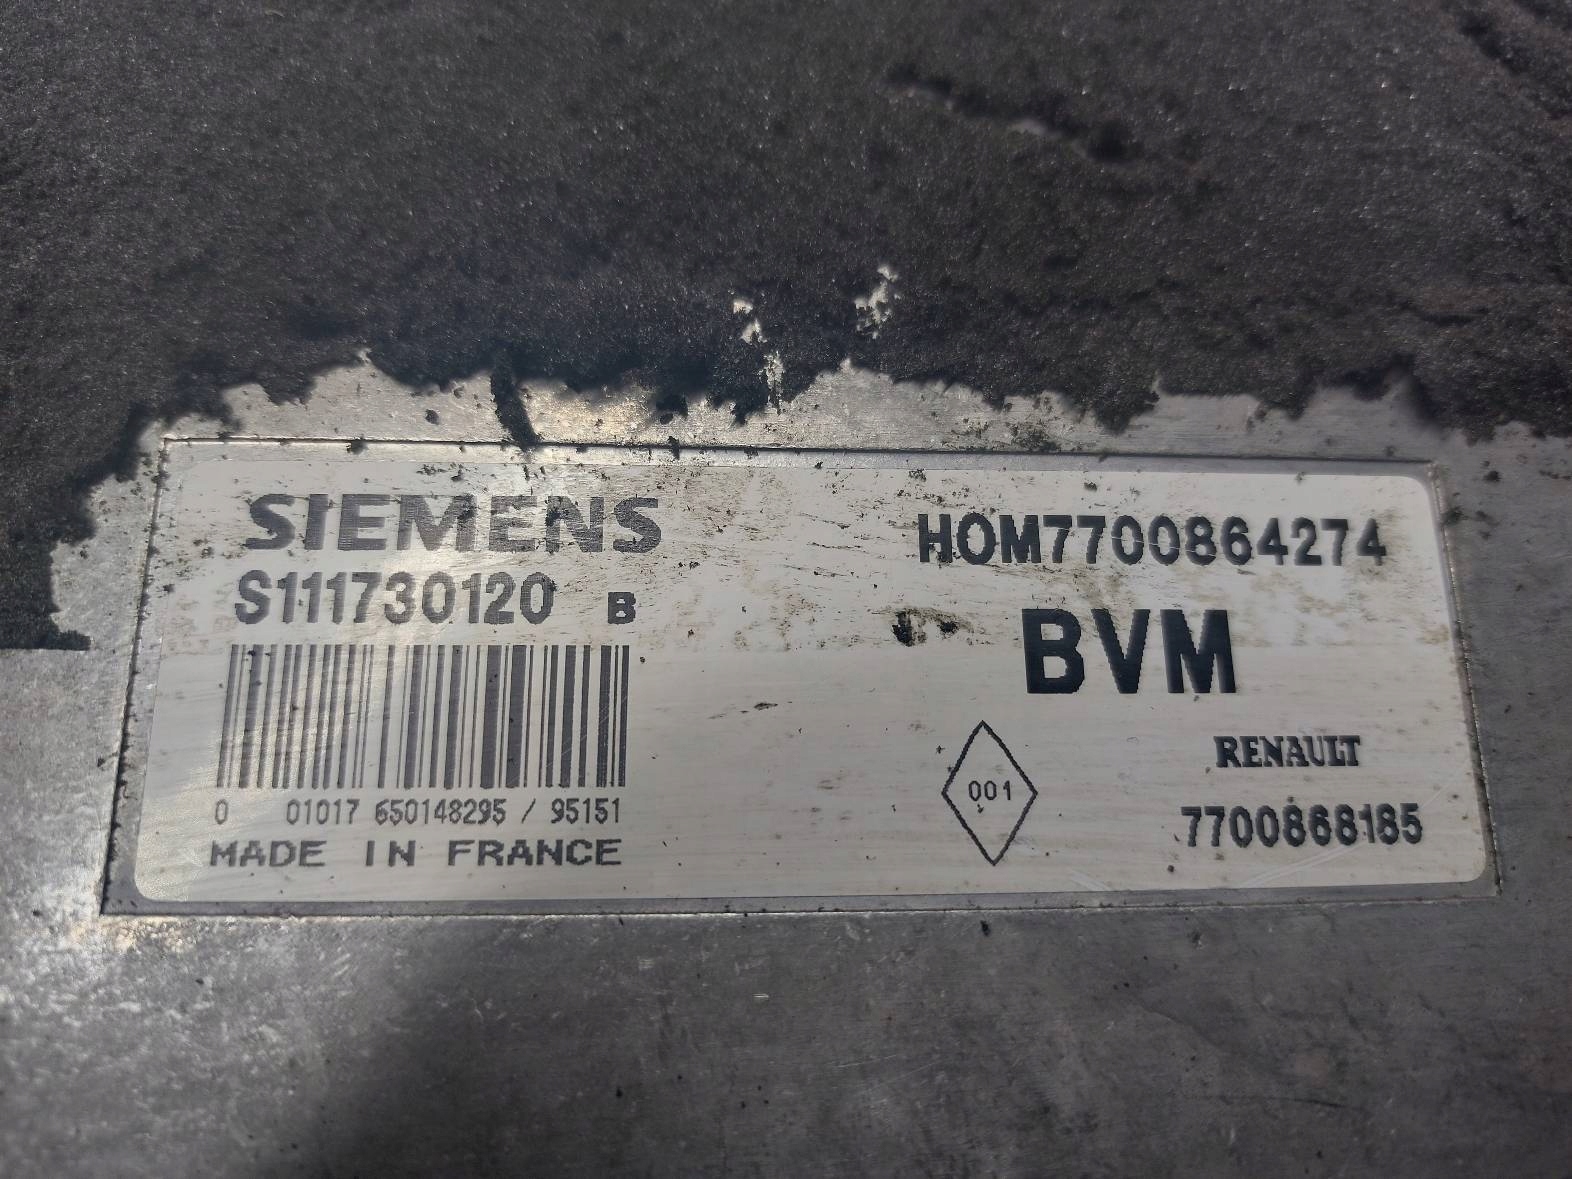 SIEMENS
S111730120 B
0 01017 650148295 / 95151
MADE IN FRANCE
HOM7700864274
BVM
001
RENAULT
7700868185